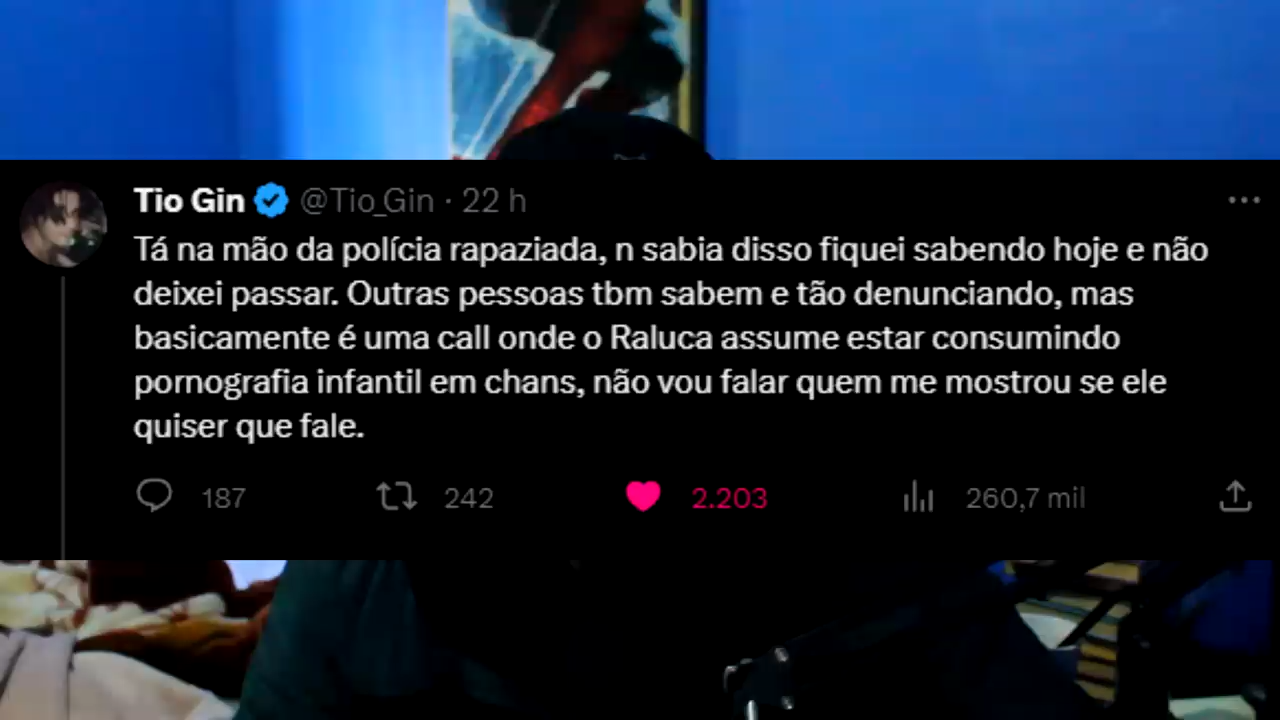 Tio Gin @Tio_Gin · 22 h
Tá na mão da polícia rapaziada, n sabia disso fiquei sabendo hoje e não
deixei passar. Outras pessoas tbm sabem e tão denunciando, mas
basicamente é uma call onde o Raluca assume estar consumindo
pornografia infantil em chans, não vou falar quem me mostrou se ele
quiser que fale.
187 242 2.203 260,7 mil